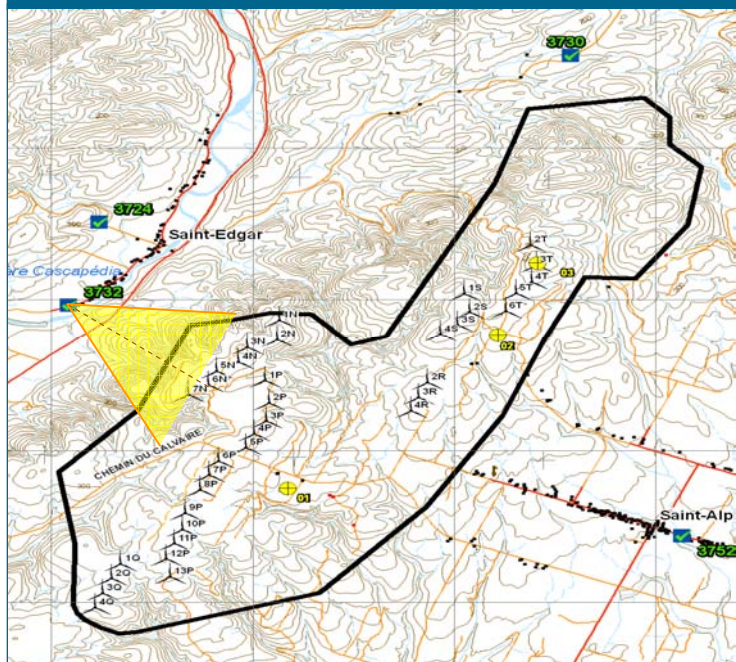 3730
3724
Saint-Edgar
Cascapédia
3732
2T
3T
03
4T
5T
6T
1S
2S
3S
4S
02
1N
2N
3N
4N
5N
6N
7N
1P
2P
3P
4P
5P
6P
7P
8P
9P
10P
11P
12P
13P
2R
3R
4R
CHEMIN DU CALVAIRE
01
Saint-Alp
3752
1Q
2Q
3Q
4Q